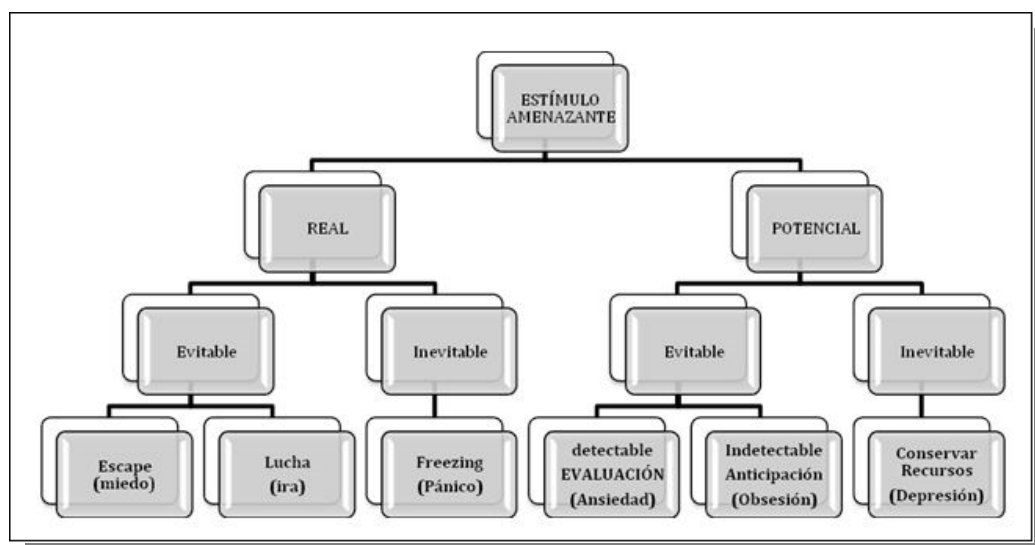 ESTÍMULO
AMENAZANTE
REAL
POTENCIAL
Evitable
Inevitable
Evitable
Inevitable
Escape
(miedo)
Lucha
(ira)
Freezing
(Pánico)
detectable
EVALUACIÓN
(Ansiedad)
Indetectable
Anticipación
(Obsesión)
Conservar
Recursos
(Depresión)